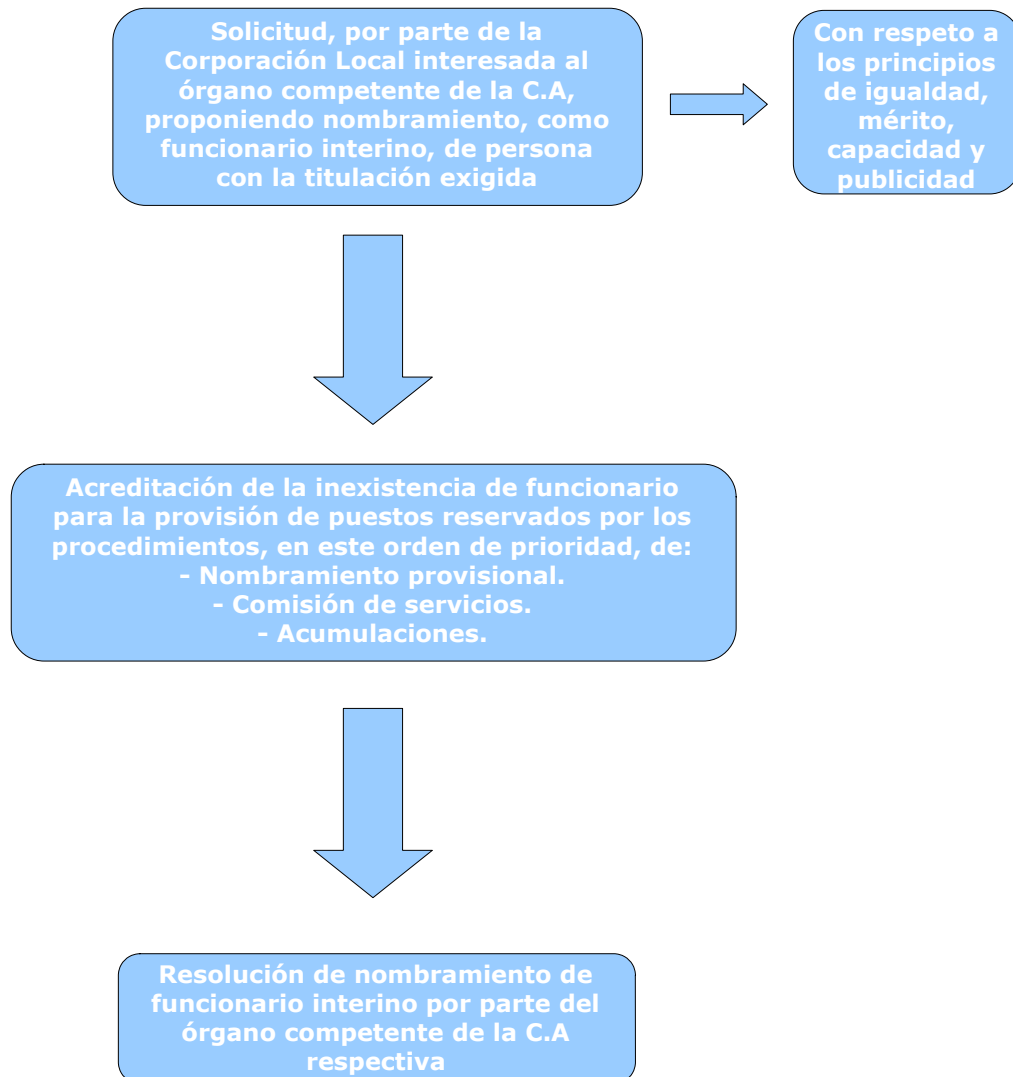 Solicitud, por parte de la
Corporación Local interesada al
órgano competente de la C.A,
proponiendo nombramiento, como
funcionario interino, de persona
con la titulación exigida
Con respeto a
los principios
de igualdad,
mérito,
capacidad y
publicidad
Acreditación de la inexistencia de funcionario
para la provisión de puestos reservados por los
procedimientos, en este orden de prioridad, de:
- Nombramiento provisional.
- Comisión de servicios.
- Acumulaciones.
Resolución de nombramiento de
funcionario interino por parte del
órgano competente de la C.A
respectiva